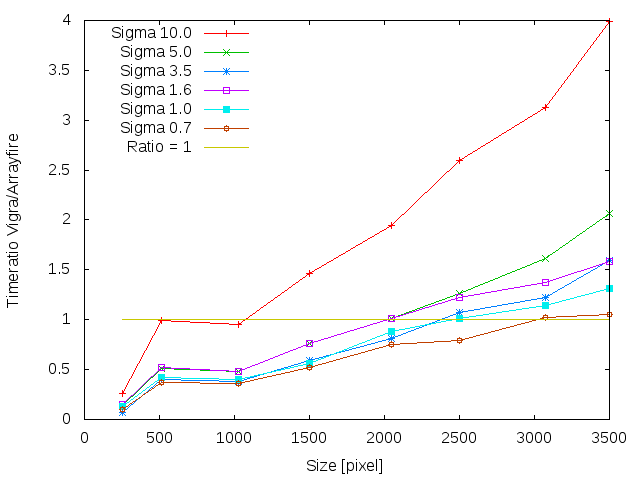 4
3.5
3
2.5
2
1.5
1
0.5
0
Timeratio Vigra/Arrayfire
Sigma 10.0
Sigma 5.0
Sigma 3.5
Sigma 1.6
Sigma 1.0
Sigma 0.7
Ratio = 1
0 500 1000 1500 2000 2500 3000 3500
Size [pixel]